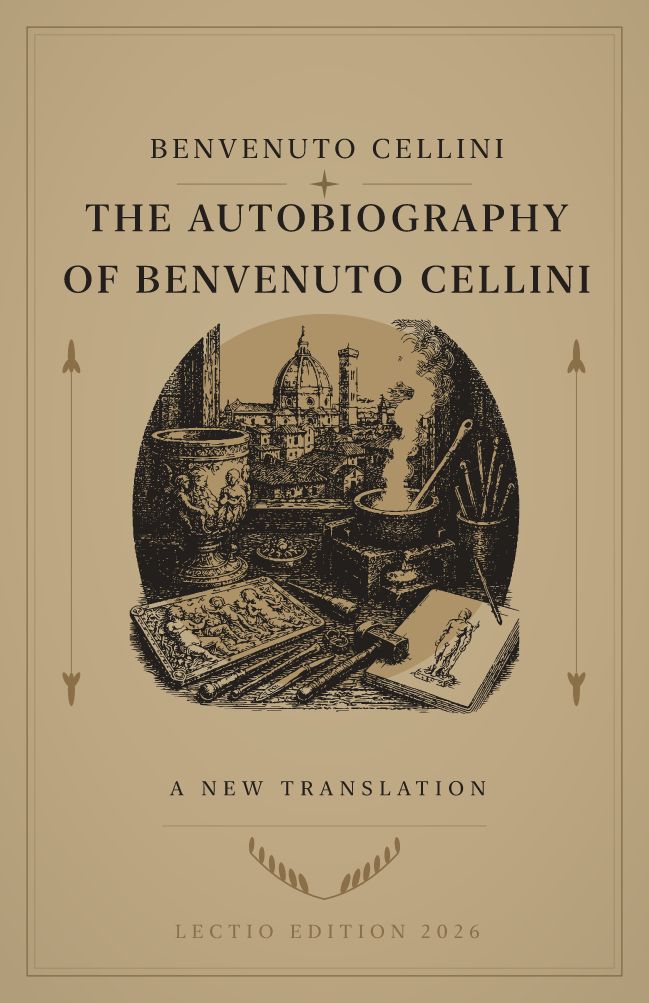 BENVENUTO CELLINI
THE AUTOBIOGRAPHY
OF BENVENUTO CELLINI
A NEW TRANSLATION
LECTIO EDITION 2026